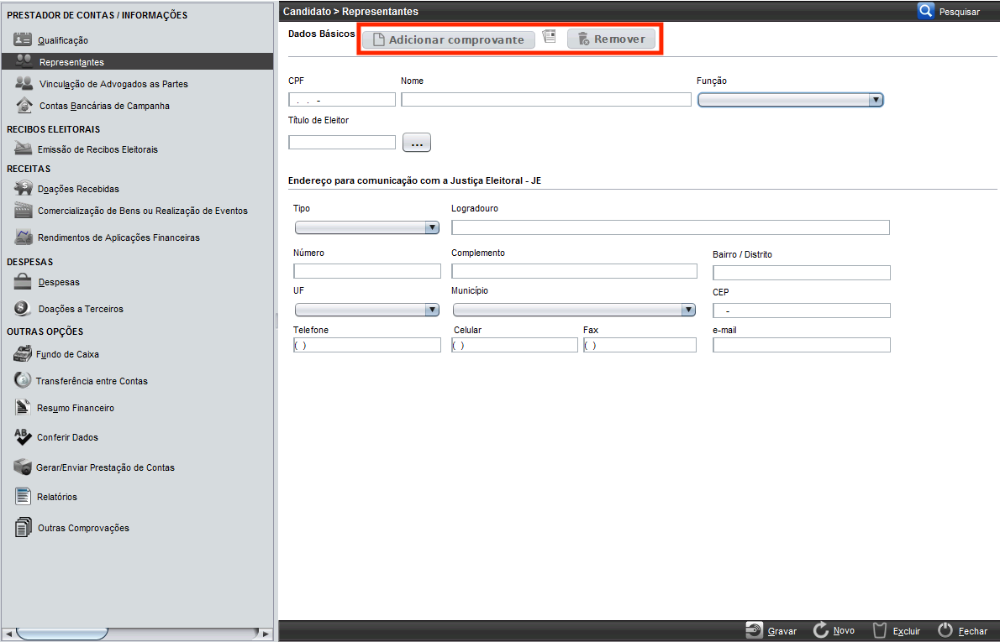 PRESTADOR DE CONTAS / INFORMAÇÕES
Qualificação
Representantes
Vinculação de Advogados as Partes
Contas Bancárias de Campanha
RECIBOS ELEITORAIS
Emissão de Recibos Eleitorais
RECEITAS
Doações Recebidas
Comercialização de Bens ou Realização de Eventos
Rendimentos de Aplicações Financeiras
DESPESAS
Despesas
Doações a Terceiros
OUTRAS OPÇÕES
Fundo de Caixa
Transferência entre Contas
Resumo Financeiro
Conferir Dados
Gerar/Enviar Prestação de Contas
Relatórios
Outras Comprovações
Candidato > Representantes Pesquisar
Dados Básicos Adicionar comprovante Remover
CPF Nome Função
. . -
Título de Eleitor
...
Endereço para comunicação com a Justiça Eleitoral - JE
Tipo Logradouro
Número Complemento Bairro / Distrito
UF Município CEP
-
Telefone Celular Fax e-mail
( ) ( ) ( )
Gravar Novo Excluir Fechar